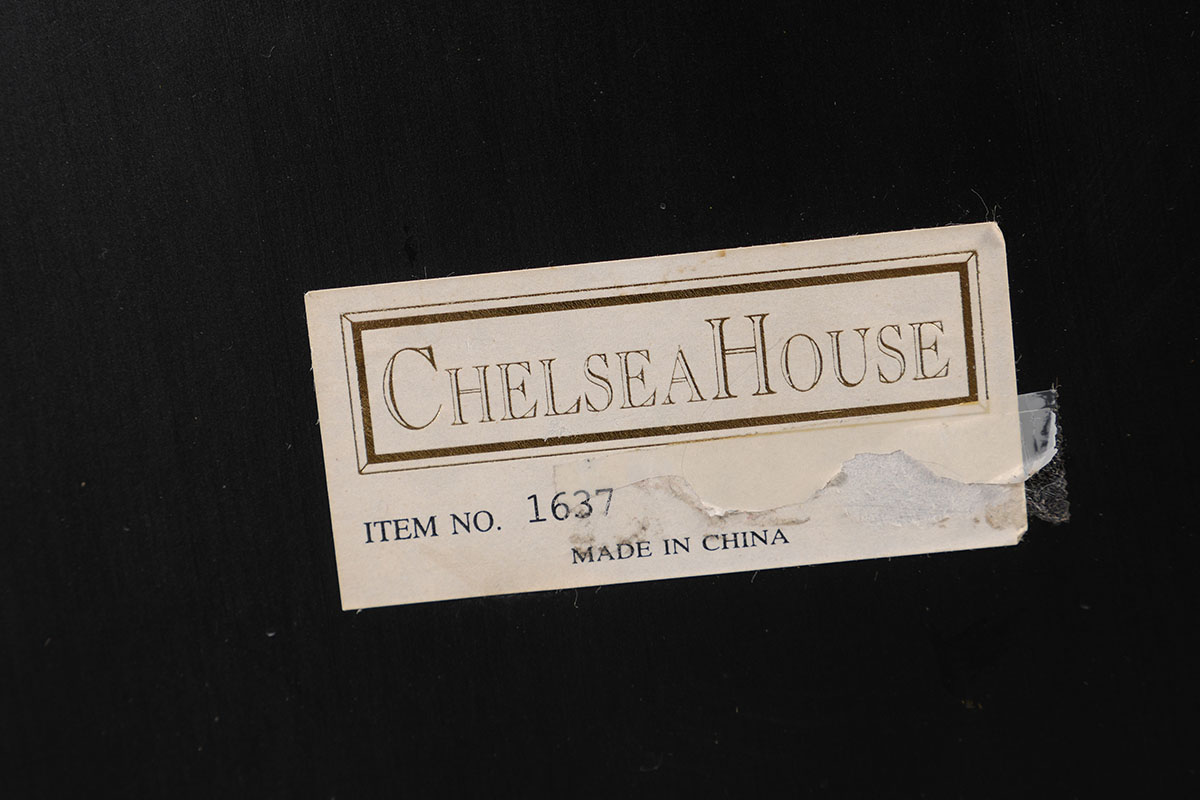 CHELSEAHOUSE
ITEM NO. 1637
MADE IN CHINA